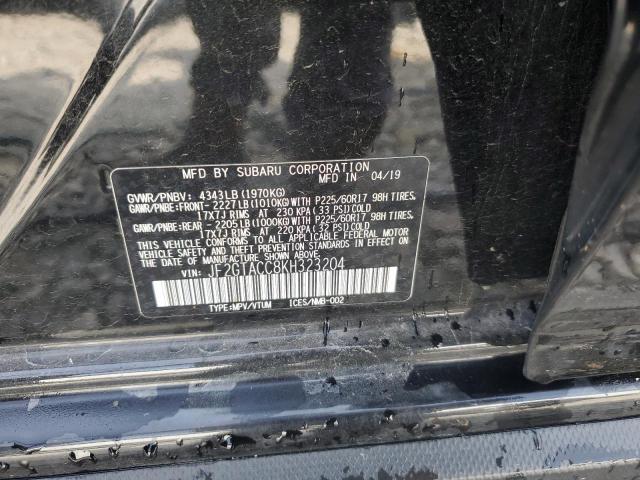 MFD BY SUBARU CORPORATION
MFD IN 04/19
GVWR/PNBV: 4343LB(1970KG)
GAWR/PNBE:FRONT-2227LB(1010KG)WITH P225/60R17 98H TIRES,
17X7J RIMS AT 230 KPA(33 PSI)COLD
GAWR/PNBE:REAR -2205LB(1000KG)WITH P225/60R17 98H TIRES,
17X7J RIMS AT 220 KPA(32 PSI)COLD
THIS VEHICLE CONFORMS TO ALL APPLICABLE FEDERAL MOTOR
VEHICLE SAFETY AND THEFT PREVENTION STANDARDS IN EFFECT
ON THE DATE OF MANUFACTURE SHOWN ABOVE.
VIN: JF2GTACC8KH323204
TYPE:MPV/VTUM ICES/NMB-002